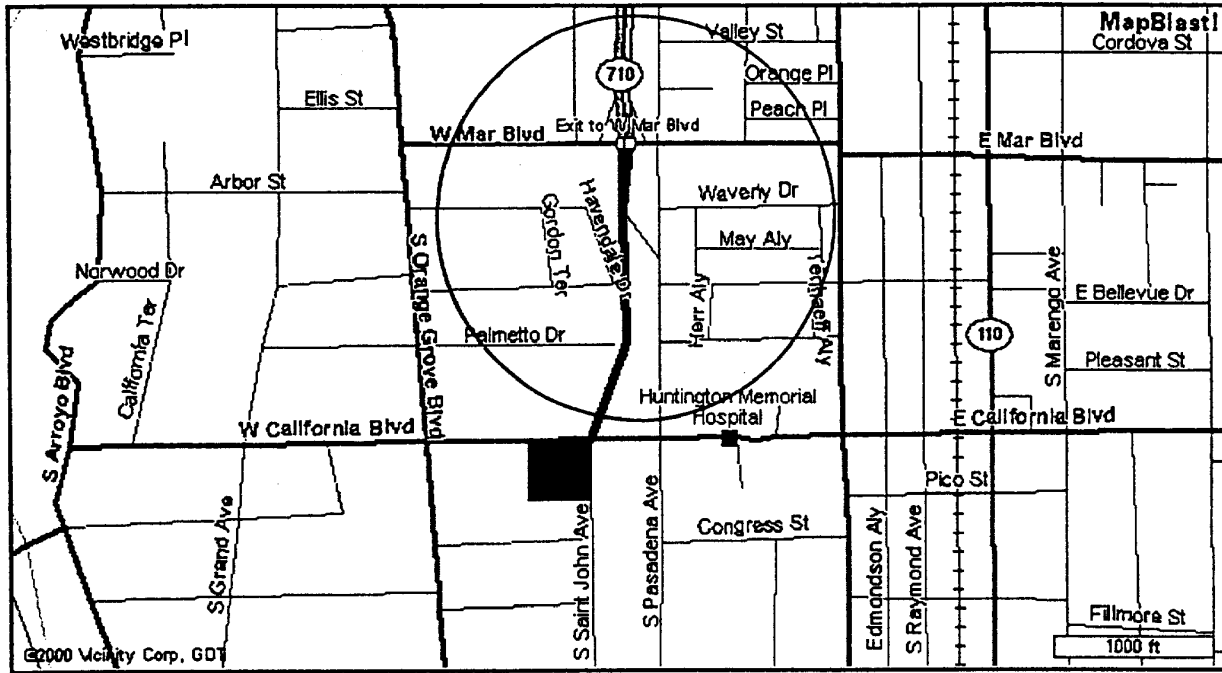 MapBlast!
Westbridge Pl
Valley St
Cordova St
710
Orange Pl
Ellis St
Peach Pl
W Mar Blvd
Exit to W Mar Blvd
E Mar Blvd
Arbor St
Waverly Dr
Gordon Ter
Havendale Dr
May Aly
Norwood Dr
S Orange Grove Blvd
Herr Aly
S Marengo Ave
E Bellevue Dr
California Ter
Palmetto Dr
110
Pleasant St
S Arroyo Blvd
Huntington Memorial
Hospital
W California Blvd
E California Blvd
Pico St
S Grand Ave
S Saint John Ave
S Pasadena Ave
Congress St
Edmondson Aly
S Raymond Ave
Fillmore St
©2000 Vicinity Corp, GDT
1000 ft